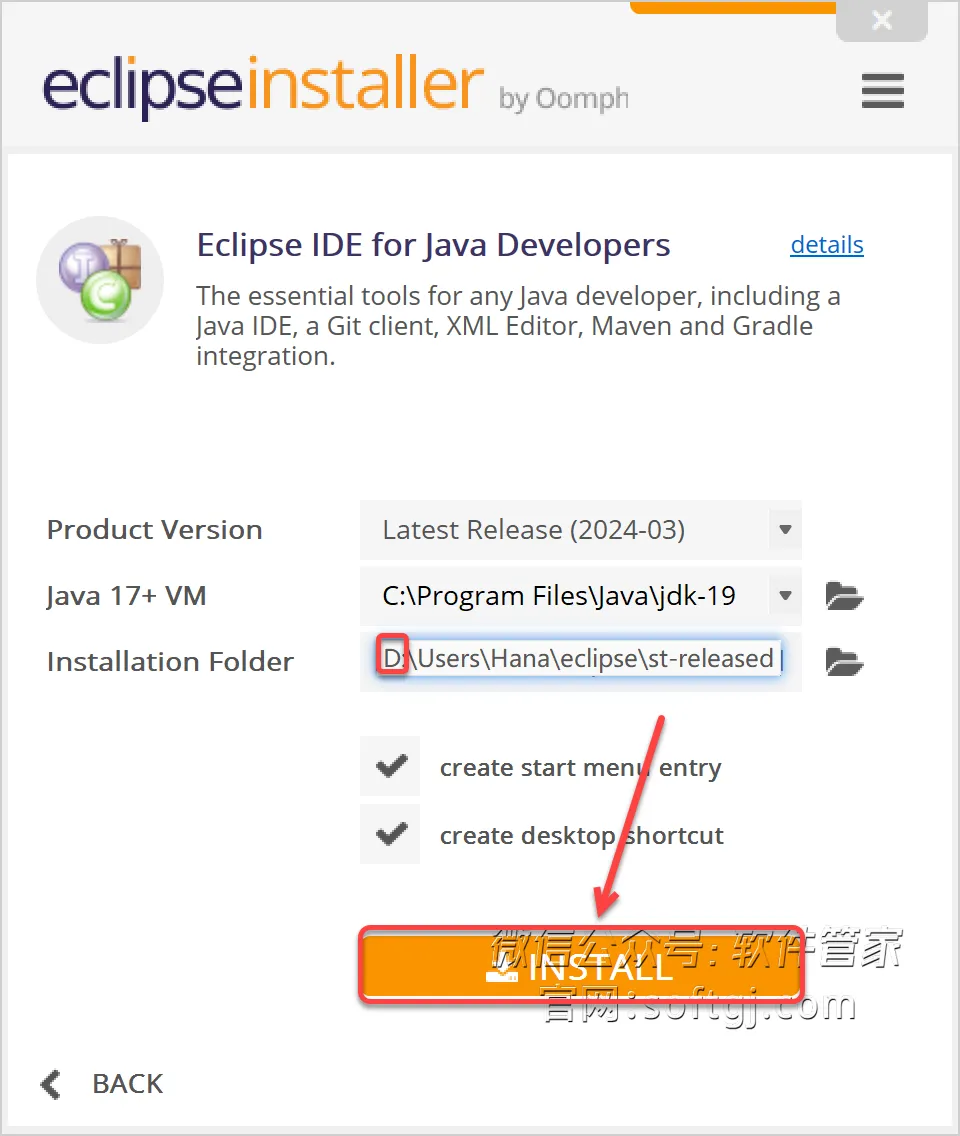 eclipseinstaller by Oomph
Eclipse IDE for Java Developers
details
The essential tools for any Java developer, including a
Java IDE, a Git client, XML Editor, Maven and Gradle
integration.
Product Version
Latest Release (2024-03)
Java 17+ VM
C:\Program Files\Java\jdk-19
Installation Folder
D:\Users\Hana\eclipse\st-released
create start menu entry
create desktop shortcut
INSTALL
微信公众号:软件管家
官网:softgj.com
BACK